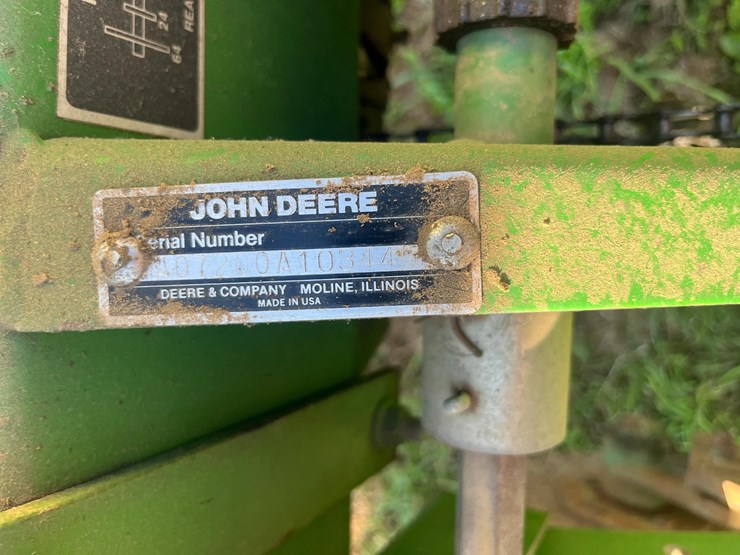 24
64
JOHN DEERE
erial Number
DEERE & COMPANY MOLINE, ILLINOIS
MADE IN USA